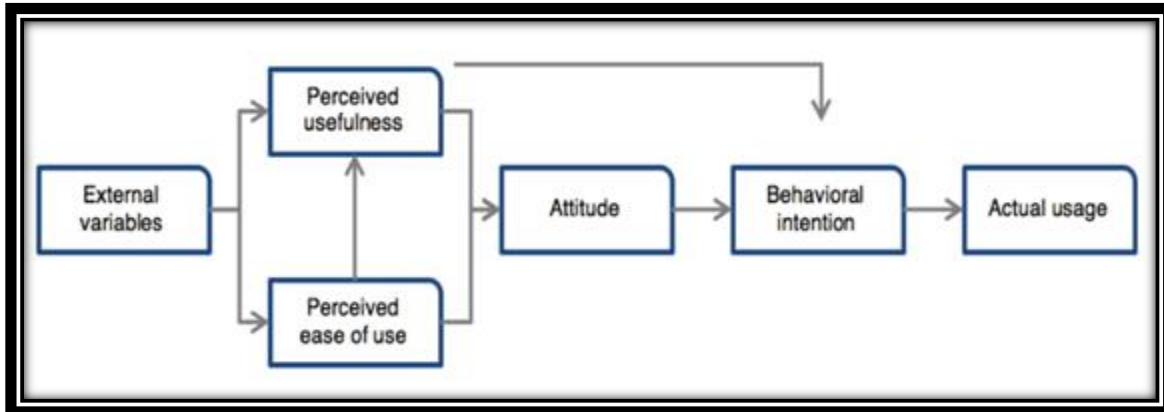 Perceived
usefulness
External
variables
Attitude
Behavioral
intention
Actual usage
Perceived
ease of use